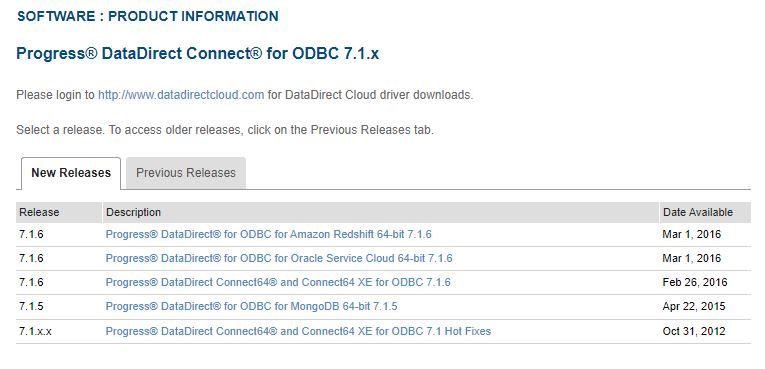 SOFTWARE : PRODUCT INFORMATION
Progress® DataDirect Connect® for ODBC 7.1.x
Please login to http://www.datadirectcloud.com for DataDirect Cloud driver downloads.
Select a release. To access older releases, click on the Previous Releases tab.
New Releases Previous Releases
Release Description Date Available
7.1.6 Progress® DataDirect® for ODBC for Amazon Redshift 64-bit 7.1.6 Mar 1, 2016
7.1.6 Progress® DataDirect® for ODBC for Oracle Service Cloud 64-bit 7.1.6 Mar 1, 2016
7.1.6 Progress® DataDirect Connect64® and Connect64 XE for ODBC 7.1.6 Feb 26, 2016
7.1.5 Progress® DataDirect® for ODBC for MongoDB 64-bit 7.1.5 Apr 22, 2015
7.1.x.x Progress® DataDirect Connect64® and Connect64 XE for ODBC 7.1 Hot Fixes Oct 31, 2012